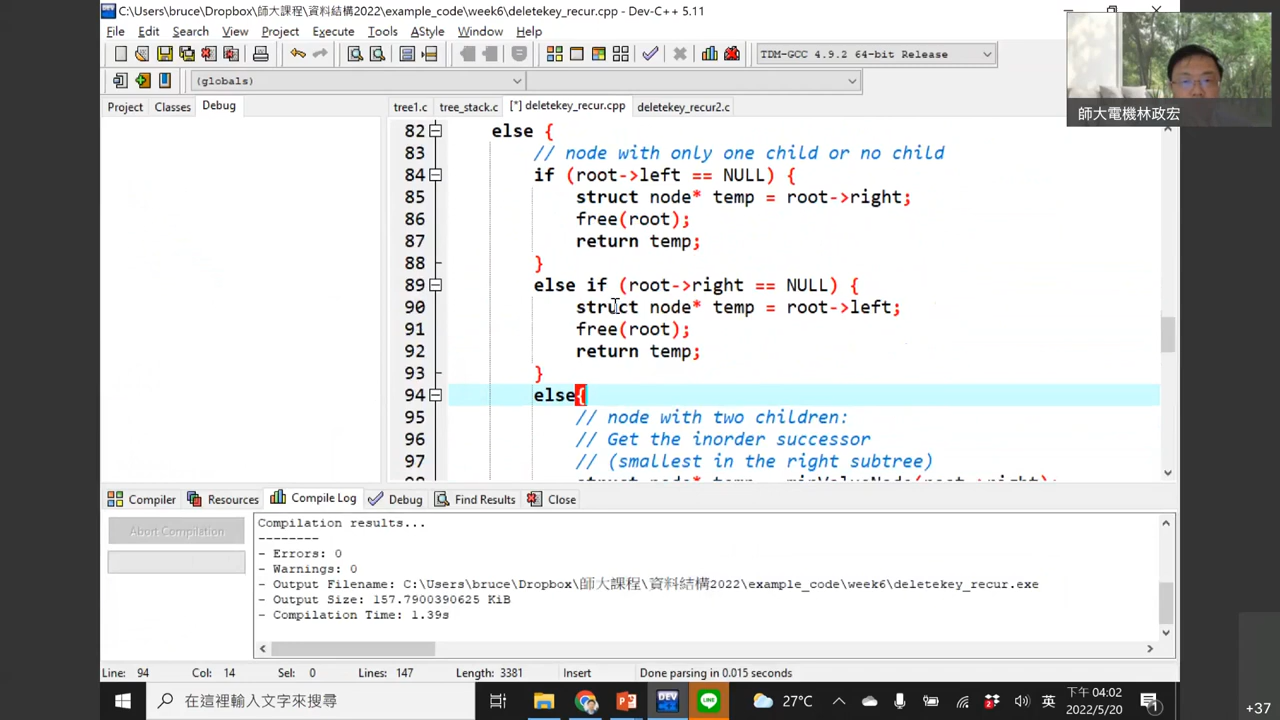 C:\Users\bruce\Dropbox\師大課程\資料結構2022\example_code\week6\deletekey_recur.cpp - Dev-C++ 5.11
File Edit Search View Project Execute Tools AStyle Window Help
TDM-GCC 4.9.2 64-bit Release
(globals)
師大電機林政宏
Project Classes Debug
tree1.c tree_stack.c [*] deletekey_recur.cpp deletekey_recur2.c
82 else {
83 // node with only one child or no child
84 if (root->left == NULL) {
85 struct node* temp = root->right;
86 free(root);
87 return temp;
88 }
89 else if (root->right == NULL) {
90 struct node* temp = root->left;
91 free(root);
92 return temp;
93 }
94 else{
95 // node with two children:
96 // Get the inorder successor
97 // (smallest in the right subtree)
98 struct node* temp = minValueNode(root->right);
Compiler Resources Compile Log Debug Find Results Close
Abort Compilation
Compilation results...
--------
- Errors: 0
- Warnings: 0
- Output Filename: C:\Users\bruce\Dropbox\師大課程\資料結構2022\example_code\week6\deletekey_recur.exe
- Output Size: 157.7900390625 KiB
- Compilation Time: 1.39s
Line: 94 Col: 14 Sel: 0 Lines: 147 Length: 3381 Insert Done parsing in 0.015 seconds
在這裡輸入文字來搜尋
DEV
LINE
27°C
英
下午 04:02
2022/5/20
1
+37